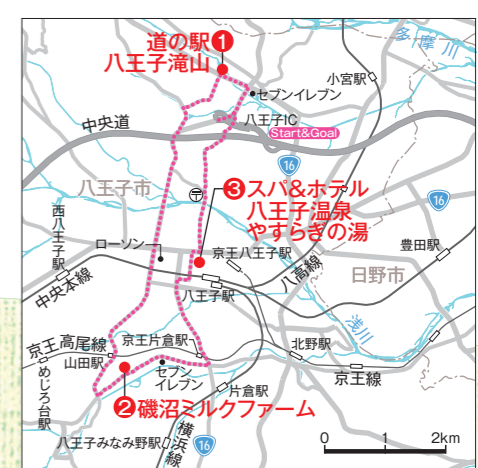 道の駅❶
八王子滝山
多摩川
小宮駅
セブンイレブン
八王子IC
Start&Goal
中央道
16
八王子市
〶
❸スパ&ホテル
八王子温泉
やすらぎの湯
16
西八王子駅
ローソン
京王八王子駅
豊田駅
八高線
日野市
中央本線
八王子駅
浅川
京王高尾線
京王片倉駅
北野駅
山田駅
めじろ台駅
セブン
イレブン
京王線
片倉駅
❷磯沼ミルクファーム
八王子みなみ野駅
横浜線
16
0 1 2km